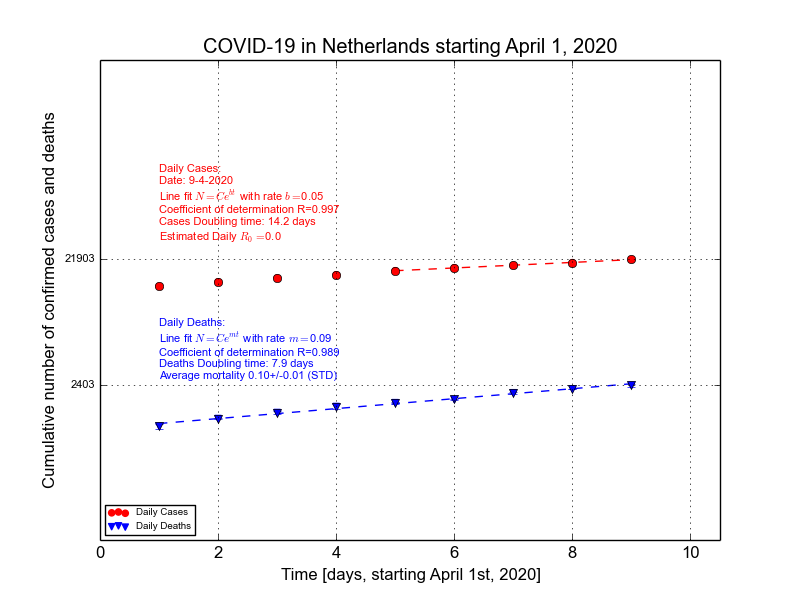 COVID-19 in Netherlands starting April 1, 2020
Cumulative number of confirmed cases and deaths
Daily Cases:
Date: 9-4-2020
Line fit N = Ce^{bt} with rate b = 0.05
Coefficient of determination R=0.997
Cases Doubling time: 14.2 days
Estimated Daily R_0 = 0.0
21903
Daily Deaths:
Line fit N = Ce^{mt} with rate m = 0.09
Coefficient of determination R=0.989
Deaths Doubling time: 7.9 days
Average mortality 0.10+/-0.01 (STD)
2403
Daily Cases
Daily Deaths
0 2 4 6 8 10
Time [days, starting April 1st, 2020]